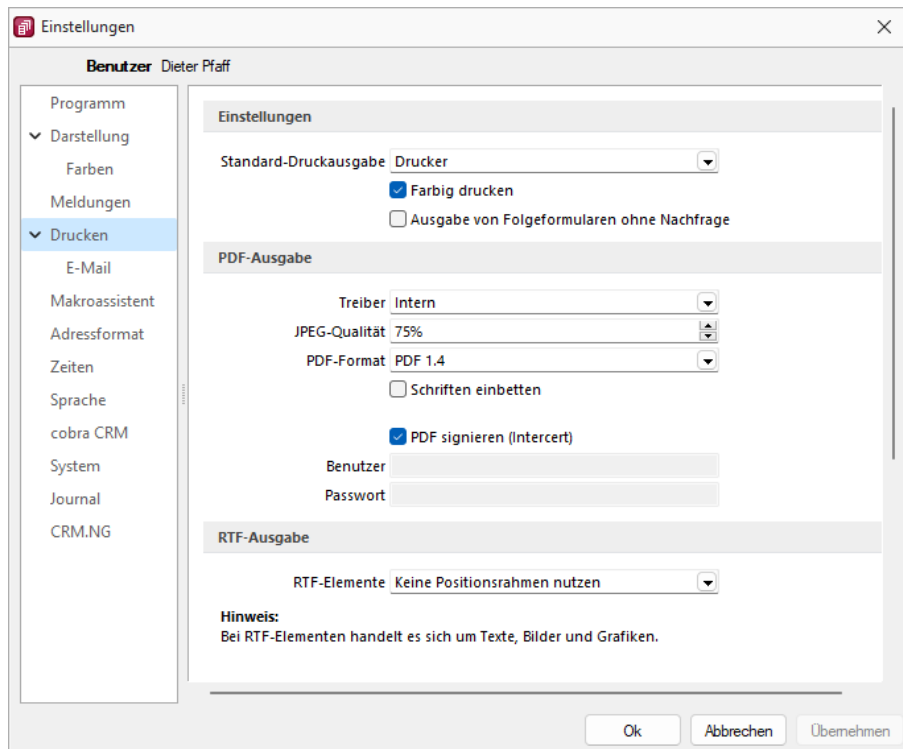 Einstellungen
Benutzer Dieter Pfaff
Programm
Darstellung
Farben
Meldungen
Drucken
E-Mail
Makroassistent
Adressformat
Zeiten
Sprache
cobra CRM
System
Journal
CRM.NG
Einstellungen
Standard-Druckausgabe Drucker
Farbig drucken
Ausgabe von Folgeformularen ohne Nachfrage
PDF-Ausgabe
Treiber Intern
JPEG-Qualität 75%
PDF-Format PDF 1.4
Schriften einbetten
PDF signieren (Intercert)
Benutzer
Passwort
RTF-Ausgabe
RTF-Elemente Keine Positionsrahmen nutzen
Hinweis:
Bei RTF-Elementen handelt es sich um Texte, Bilder und Grafiken.
Ok Abbrechen Übernehmen